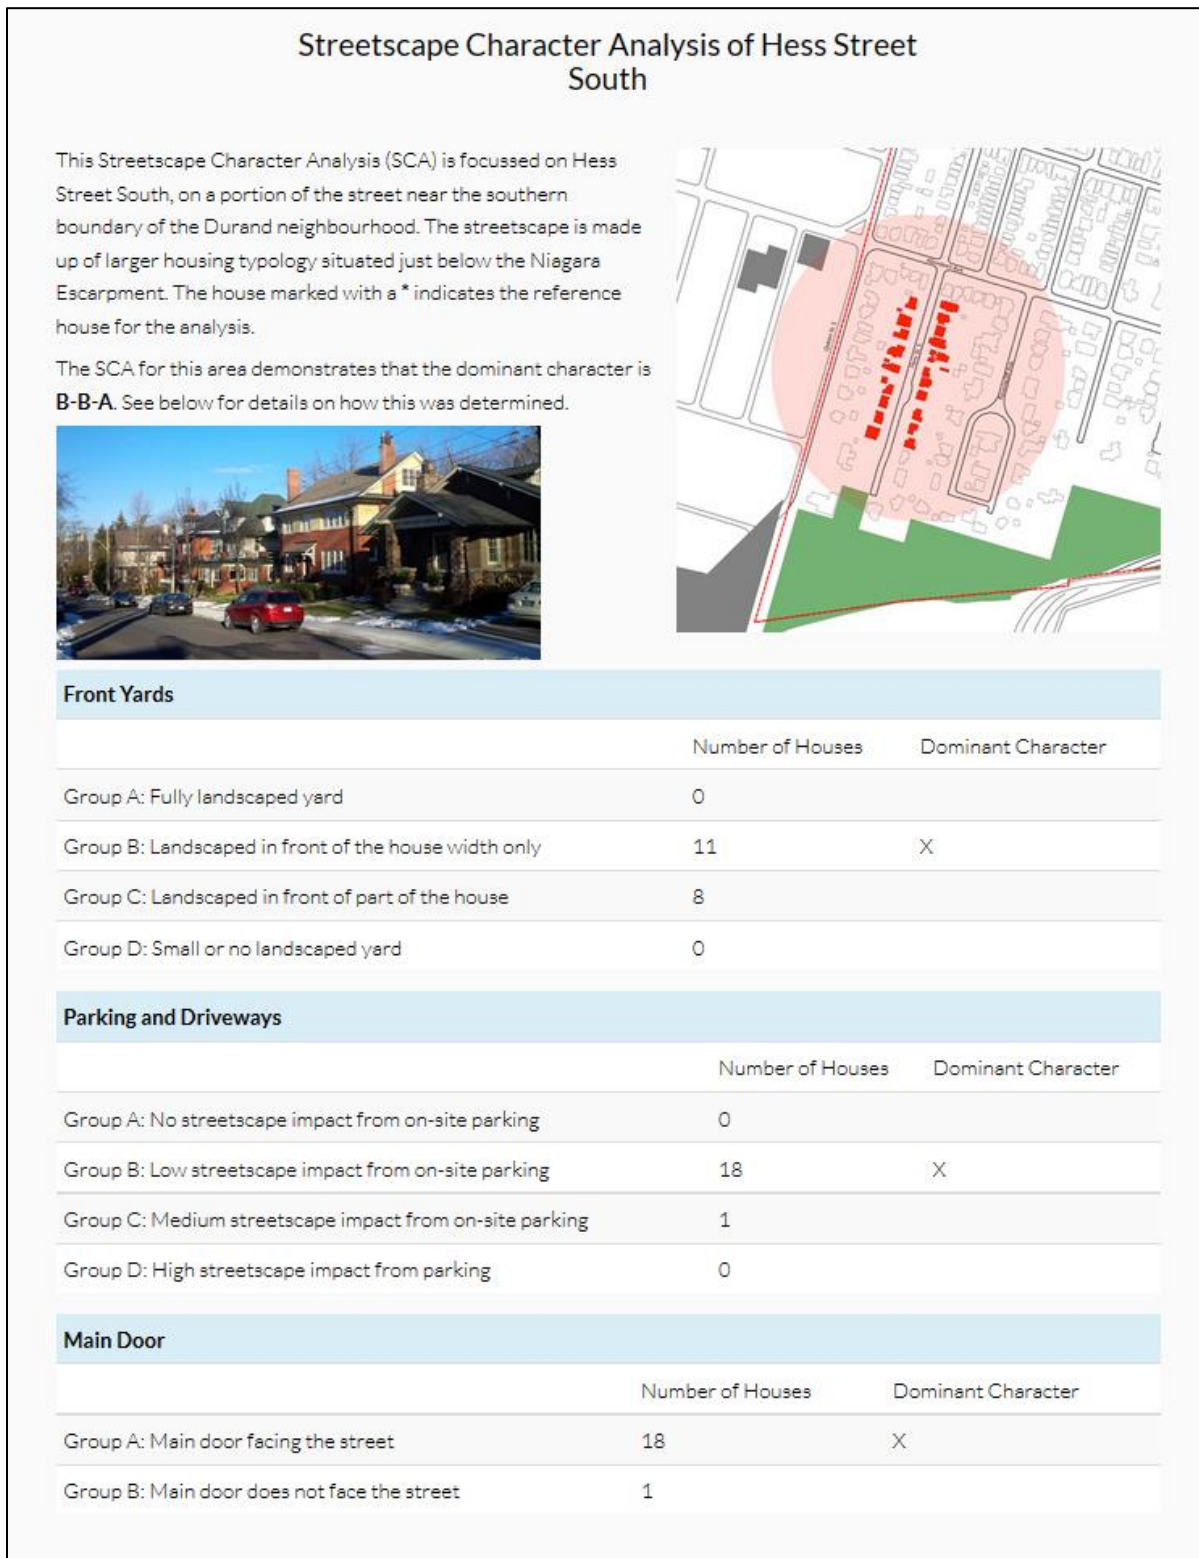 Streetscape Character Analysis of Hess Street
South
This Streetscape Character Analysis (SCA) is focussed on Hess
Street South, on a portion of the street near the southern
boundary of the Durand neighbourhood. The streetscape is made
up of larger housing typology situated just below the Niagara
Escarpment. The house marked with a * indicates the reference
house for the analysis.
The SCA for this area demonstrates that the dominant character is
B-B-A. See below for details on how this was determined.
Front Yards
Number of Houses Dominant Character
Group A: Fully landscaped yard 0
Group B: Landscaped in front of the house width only 11 X
Group C: Landscaped in front of part of the house 8
Group D: Small or no landscaped yard 0
Parking and Driveways
Number of Houses Dominant Character
Group A: No streetscape impact from on-site parking 0
Group B: Low streetscape impact from on-site parking 18 X
Group C: Medium streetscape impact from on-site parking 1
Group D: High streetscape impact from parking 0
Main Door
Number of Houses Dominant Character
Group A: Main door facing the street 18 X
Group B: Main door does not face the street 1